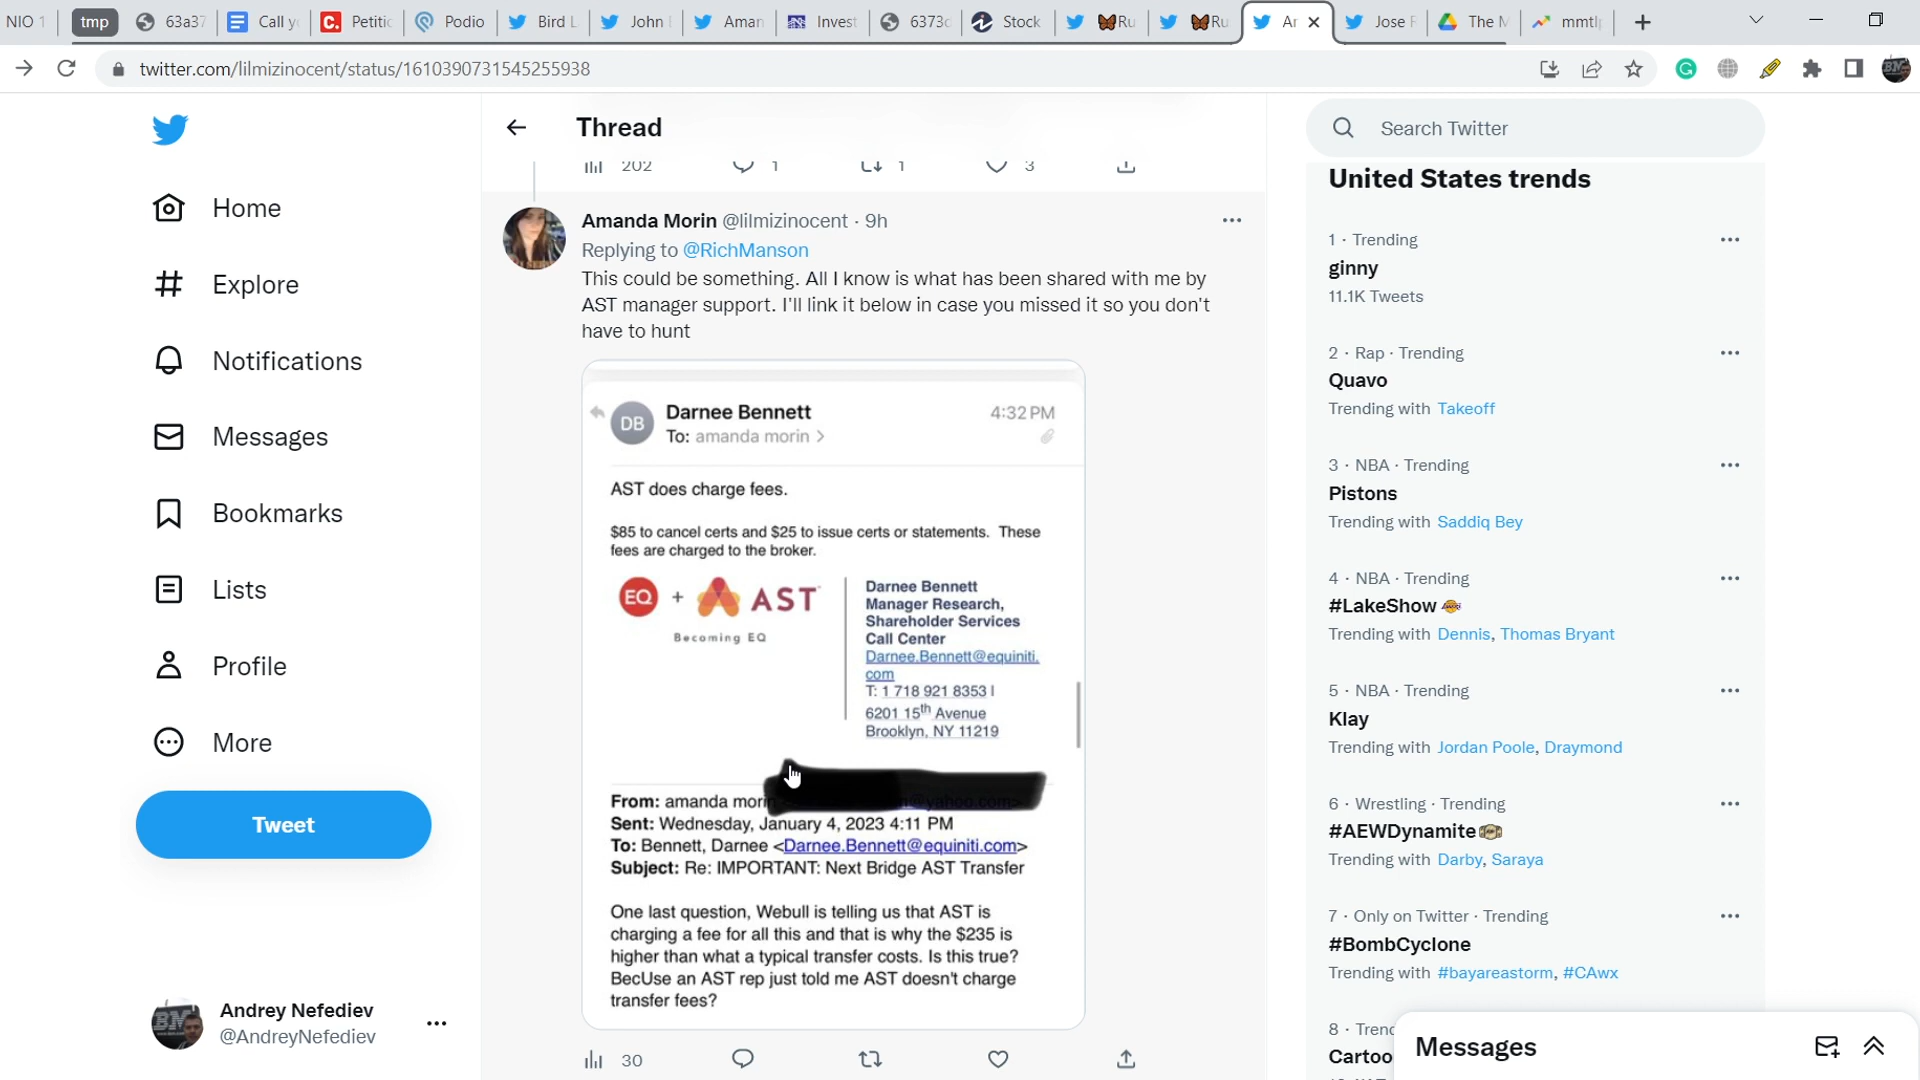 NIO 1
tmp
63a37
Call yo
Petitic
Podio
Bird L
John
Aman
Invest
6373c
Stock
Ru
Ru
Ar
Jose R
The M
mmtlp
twitter.com/lilmizinocent/status/1610390731545255938
Home
Explore
Notifications
Messages
Bookmarks
Lists
Profile
More
Tweet
Andrey Nefediev
@AndreyNefediev
Thread
202 1 1 3
Amanda Morin @lilmizinocent · 9h
Replying to @RichManson
This could be something. All I know is what has been shared with me by
AST manager support. I'll link it below in case you missed it so you don't
have to hunt
DB
Darnee Bennett
4:32 PM
To: amanda morin >
AST does charge fees.
$85 to cancel certs and $25 to issue certs or statements. These
fees are charged to the broker.
EQ + AST
Becoming EQ
Darnee Bennett
Manager Research,
Shareholder Services
Call Center
Darnee.Bennett@equiniti.
com
T: 1 718 921 8353 I
6201 15th Avenue
Brooklyn, NY 11219
From: amanda morin @yahoo.com>
Sent: Wednesday, January 4, 2023 4:11 PM
To: Bennett, Darnee <Darnee.Bennett@equiniti.com>
Subject: Re: IMPORTANT: Next Bridge AST Transfer
One last question, Webull is telling us that AST is
charging a fee for all this and that is why the $235 is
higher than what a typical transfer costs. Is this true?
BecUse an AST rep just told me AST doesn't charge
transfer fees?
30
Search Twitter
United States trends
1 · Trending
ginny
11.1K Tweets
2 · Rap · Trending
Quavo
Trending with Takeoff
3 · NBA · Trending
Pistons
Trending with Saddiq Bey
4 · NBA · Trending
#LakeShow
Trending with Dennis, Thomas Bryant
5 · NBA · Trending
Klay
Trending with Jordan Poole, Draymond
6 · Wrestling · Trending
#AEWDynamite
Trending with Darby, Saraya
7 · Only on Twitter · Trending
#BombCyclone
Trending with #bayareastorm, #CAwx
8 · Trend
Cartoo
Messages